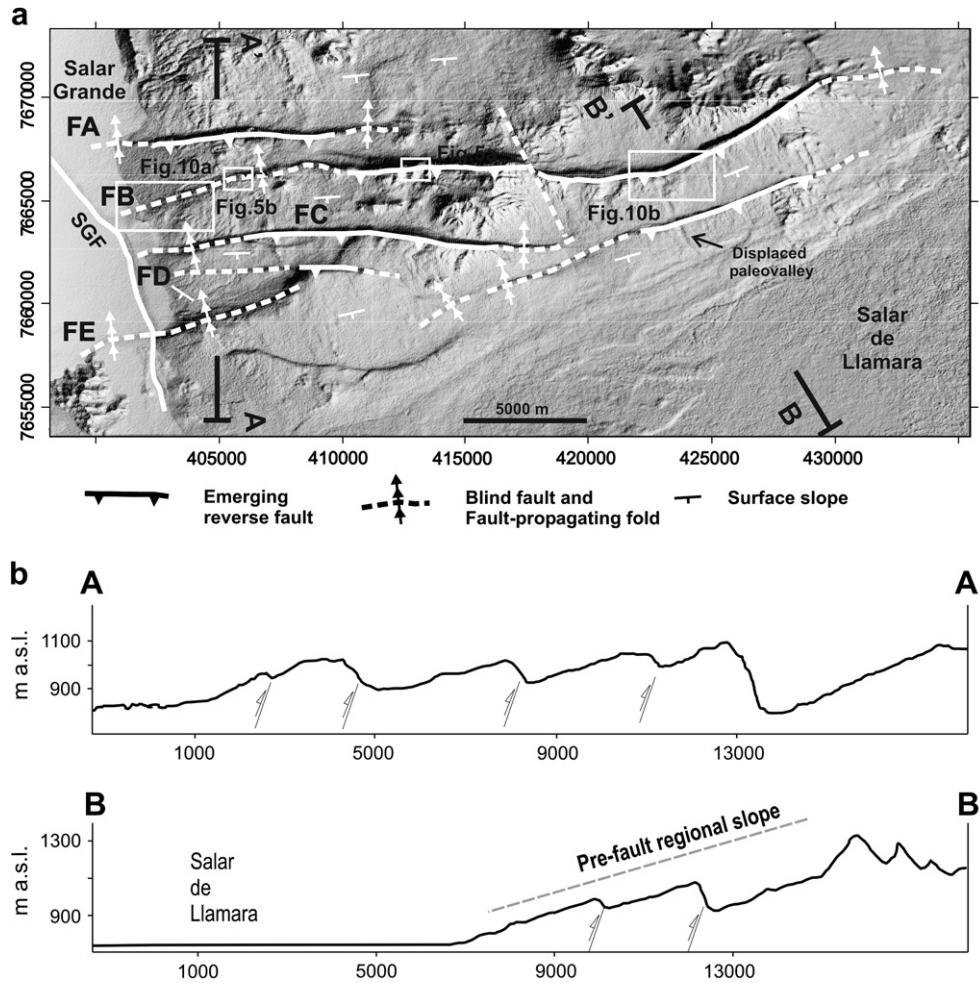 a
Salar
Grande
A'
B'
7670000
7665000
7660000
7655000
FA
Fig.10a
Fig.5
FB
Fig.5b
FC
Fig.10b
SGF
FD
Displaced
paleovalley
FE
Salar
de
Llamara
A
5000 m
B
405000 410000 415000 420000 425000 430000
Emerging
reverse fault
Blind fault and
Fault-propagating fold
Surface slope
b
A A
1100
900
m a.s.l.
1000 5000 9000 13000
B B
1300
900
m a.s.l.
Salar
de
Llamara
Pre-fault regional slope
1000 5000 9000 13000